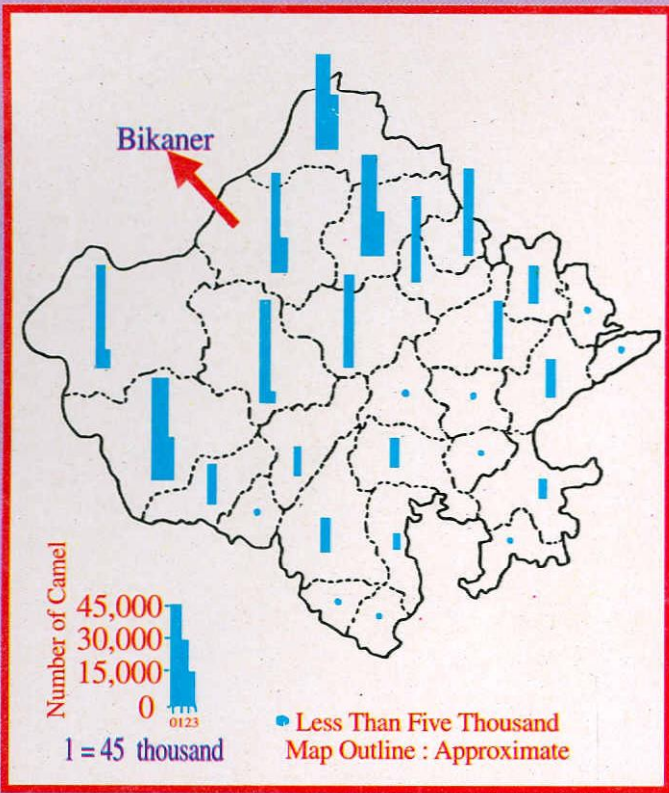 Bikaner
Number of Camel
45,000
30,000
15,000
0
0123
1 = 45 thousand
Less Than Five Thousand
Map Outline : Approximate